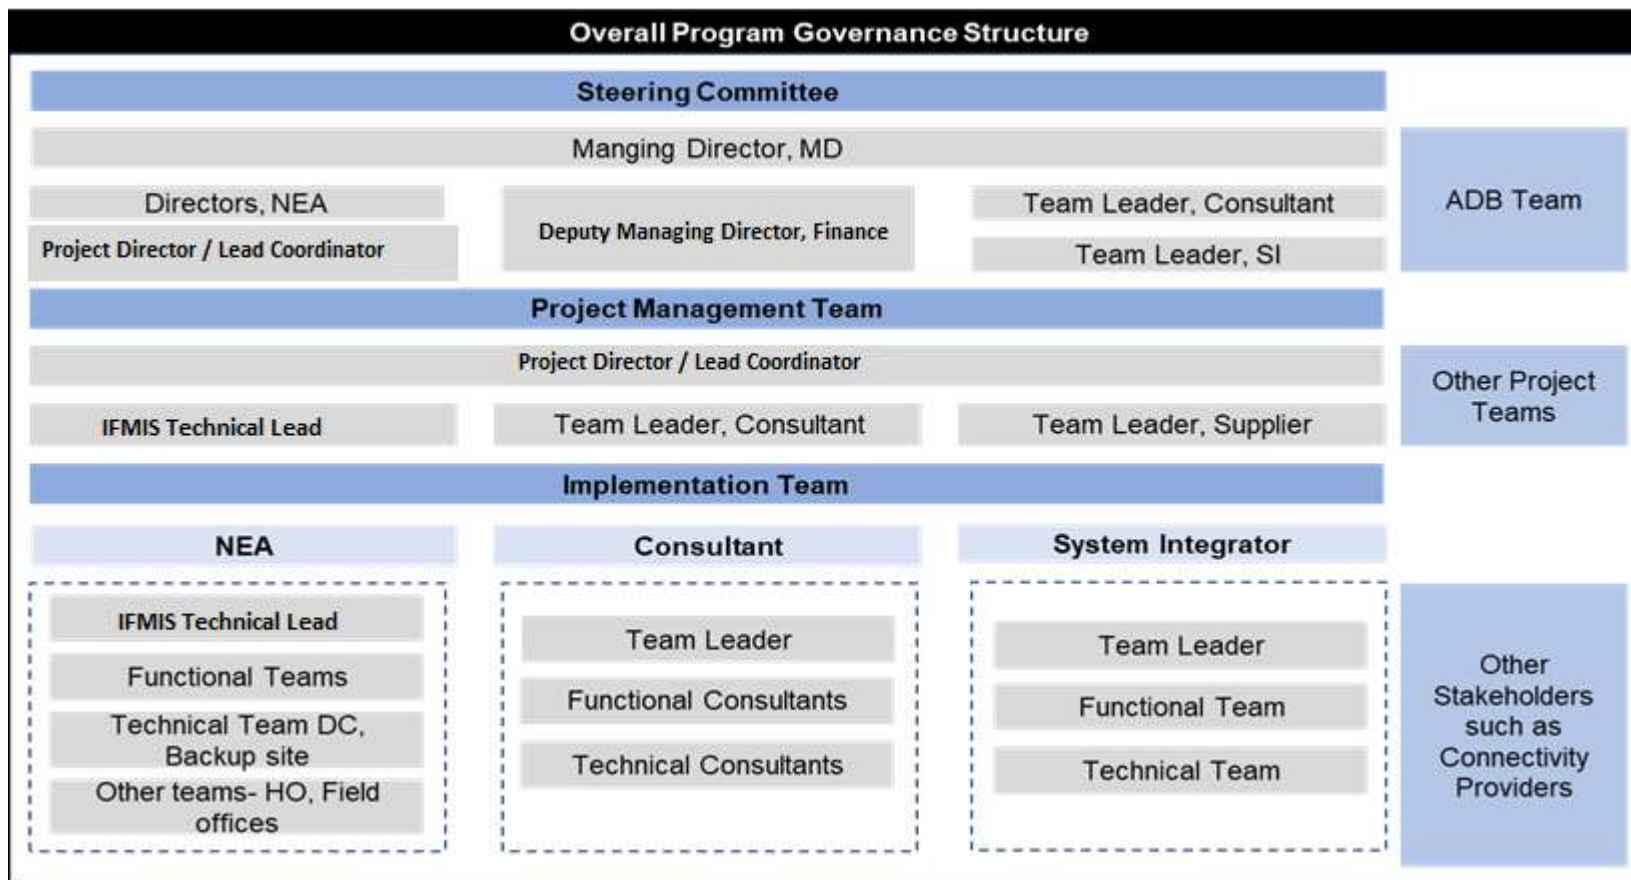 Overall Program Governance Structure
Steering Committee
Manging Director, MD
Directors, NEA
Project Director / Lead Coordinator
Deputy Managing Director, Finance
Team Leader, Consultant
Team Leader, SI
ADB Team
Project Management Team
Project Director / Lead Coordinator
IFMIS Technical Lead
Team Leader, Consultant
Team Leader, Supplier
Other Project
Teams
Implementation Team
NEA
IFMIS Technical Lead
Functional Teams
Technical Team DC,
Backup site
Other teams- HO, Field
offices
Consultant
Team Leader
Functional Consultants
Technical Consultants
System Integrator
Team Leader
Functional Team
Technical Team
Other
Stakeholders
such as
Connectivity
Providers